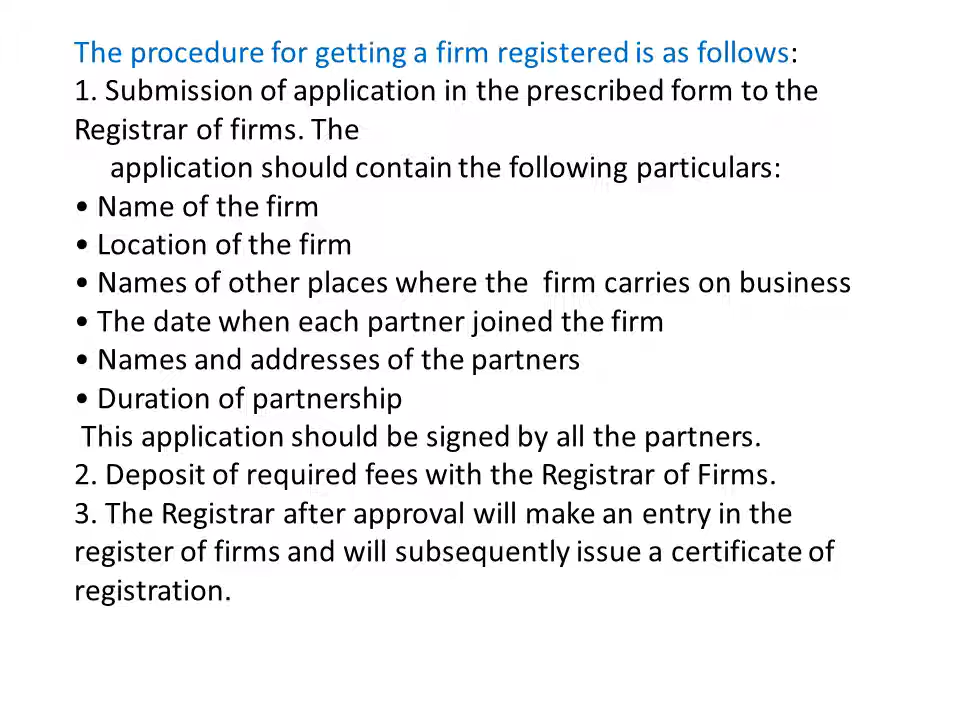 The procedure for getting a firm registered is as follows:
1. Submission of application in the prescribed form to the
Registrar of firms. The
application should contain the following particulars:
• Name of the firm
• Location of the firm
• Names of other places where the firm carries on business
• The date when each partner joined the firm
• Names and addresses of the partners
• Duration of partnership
This application should be signed by all the partners.
2. Deposit of required fees with the Registrar of Firms.
3. The Registrar after approval will make an entry in the
register of firms and will subsequently issue a certificate of
registration.